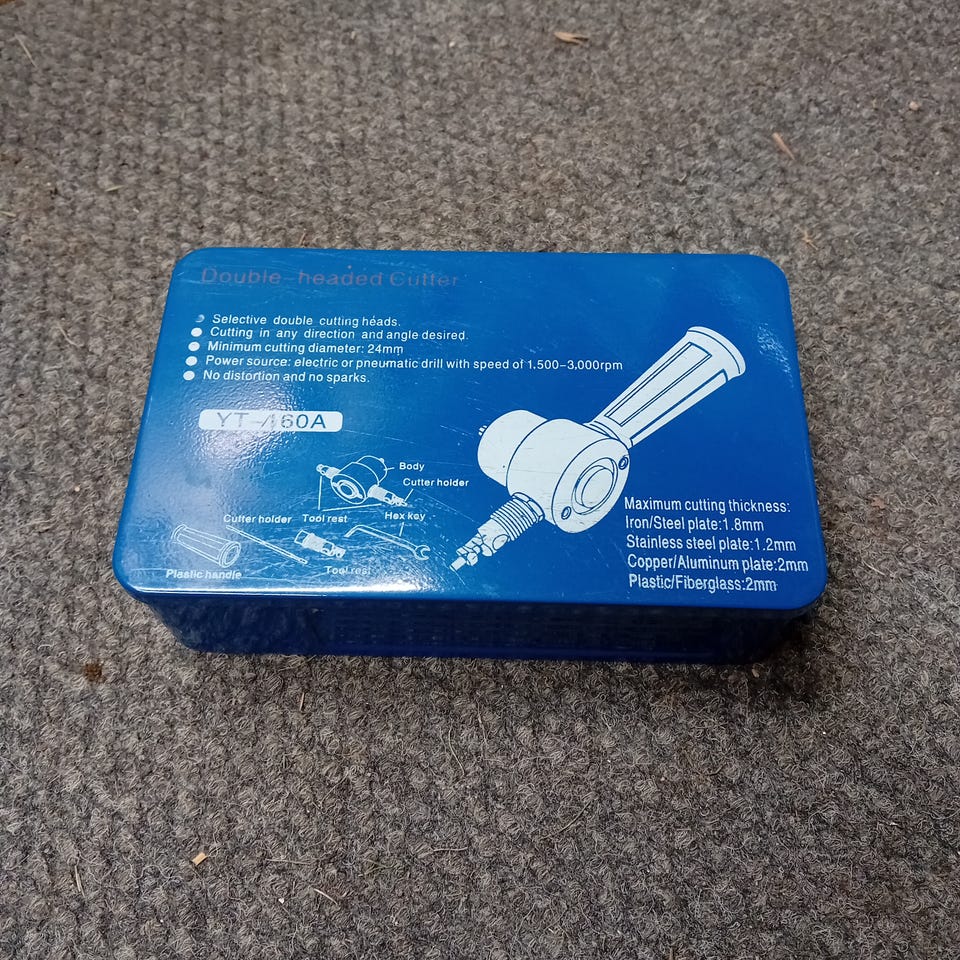 Double-headed Cutter
Selective double cutting heads.
Cutting in any direction and angle desired.
Minimum cutting diameter: 24mm
Power source: electric or pneumatic drill with speed of 1.500-3,000rpm
No distortion and no sparks.
YT-160A
Body
Cutter holder
Cutter holder
Tool rest
Hex key
Plastic handle
Tool rest
Maximum cutting thickness:
Iron/Steel plate:1.8mm
Stainless steel plate:1.2mm
Copper/Aluminum plate:2mm
Plastic/Fiberglass:2mm